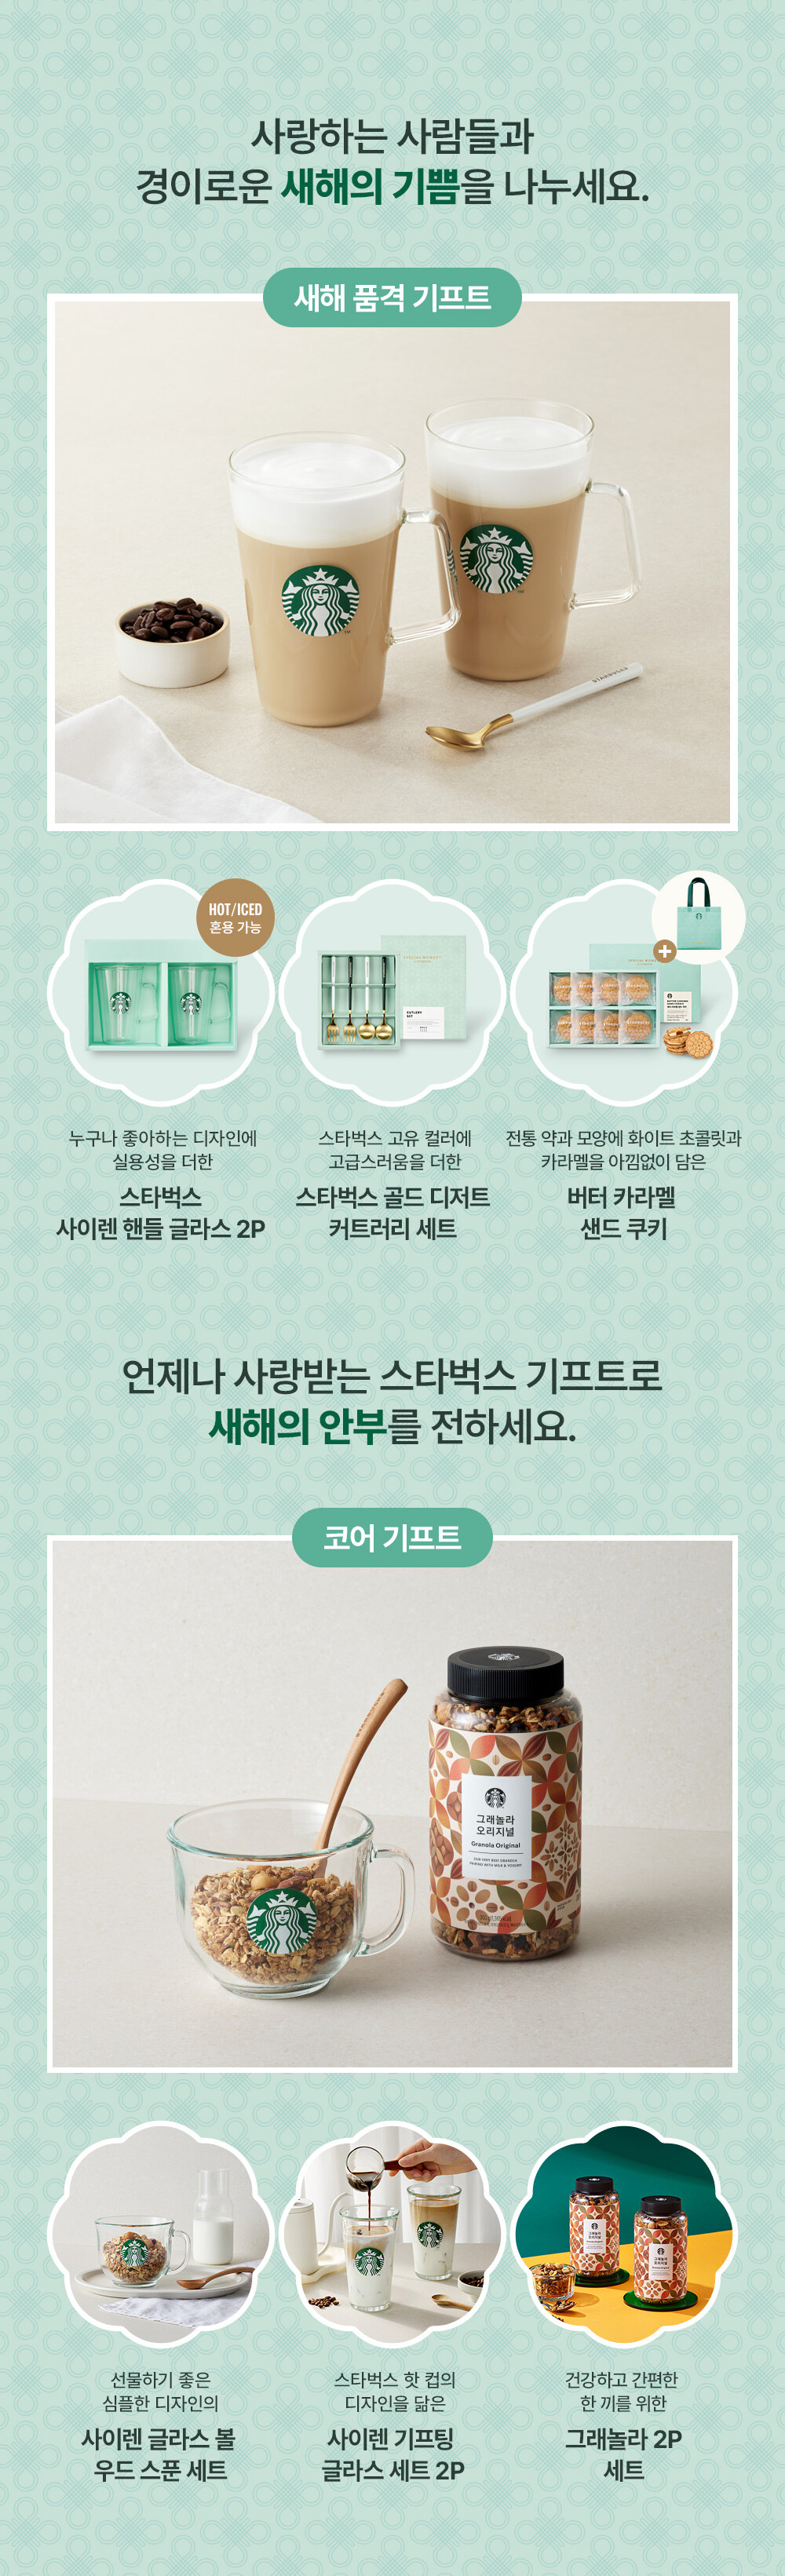 사랑하는 사람들과
경이로운 새해의 기쁨을 나누세요.
새해 품격 기프트
STARBUCKS
HOT/ICED
혼용 가능
CUTLERY
SET
누구나 좋아하는 디자인에
실용성을 더한
스타벅스
사이렌 핸들 글라스 2P
스타벅스 고유 컬러에
고급스러움을 더한
스타벅스 골드 디저트
커트러리 세트
전통 약과 모양에 화이트 초콜릿과
카라멜을 아낌없이 담은
버터 카라멜
샌드 쿠키
언제나 사랑받는 스타벅스 기프트로
새해의 안부를 전하세요.
코어 기프트
그래놀라
오리지널
Granola Original
선물하기 좋은
심플한 디자인의
사이렌 글라스 볼
우드 스푼 세트
스타벅스 핫 컵의
디자인을 닮은
사이렌 기프팅
글라스 세트 2P
건강하고 간편한
한 끼를 위한
그래놀라 2P
세트